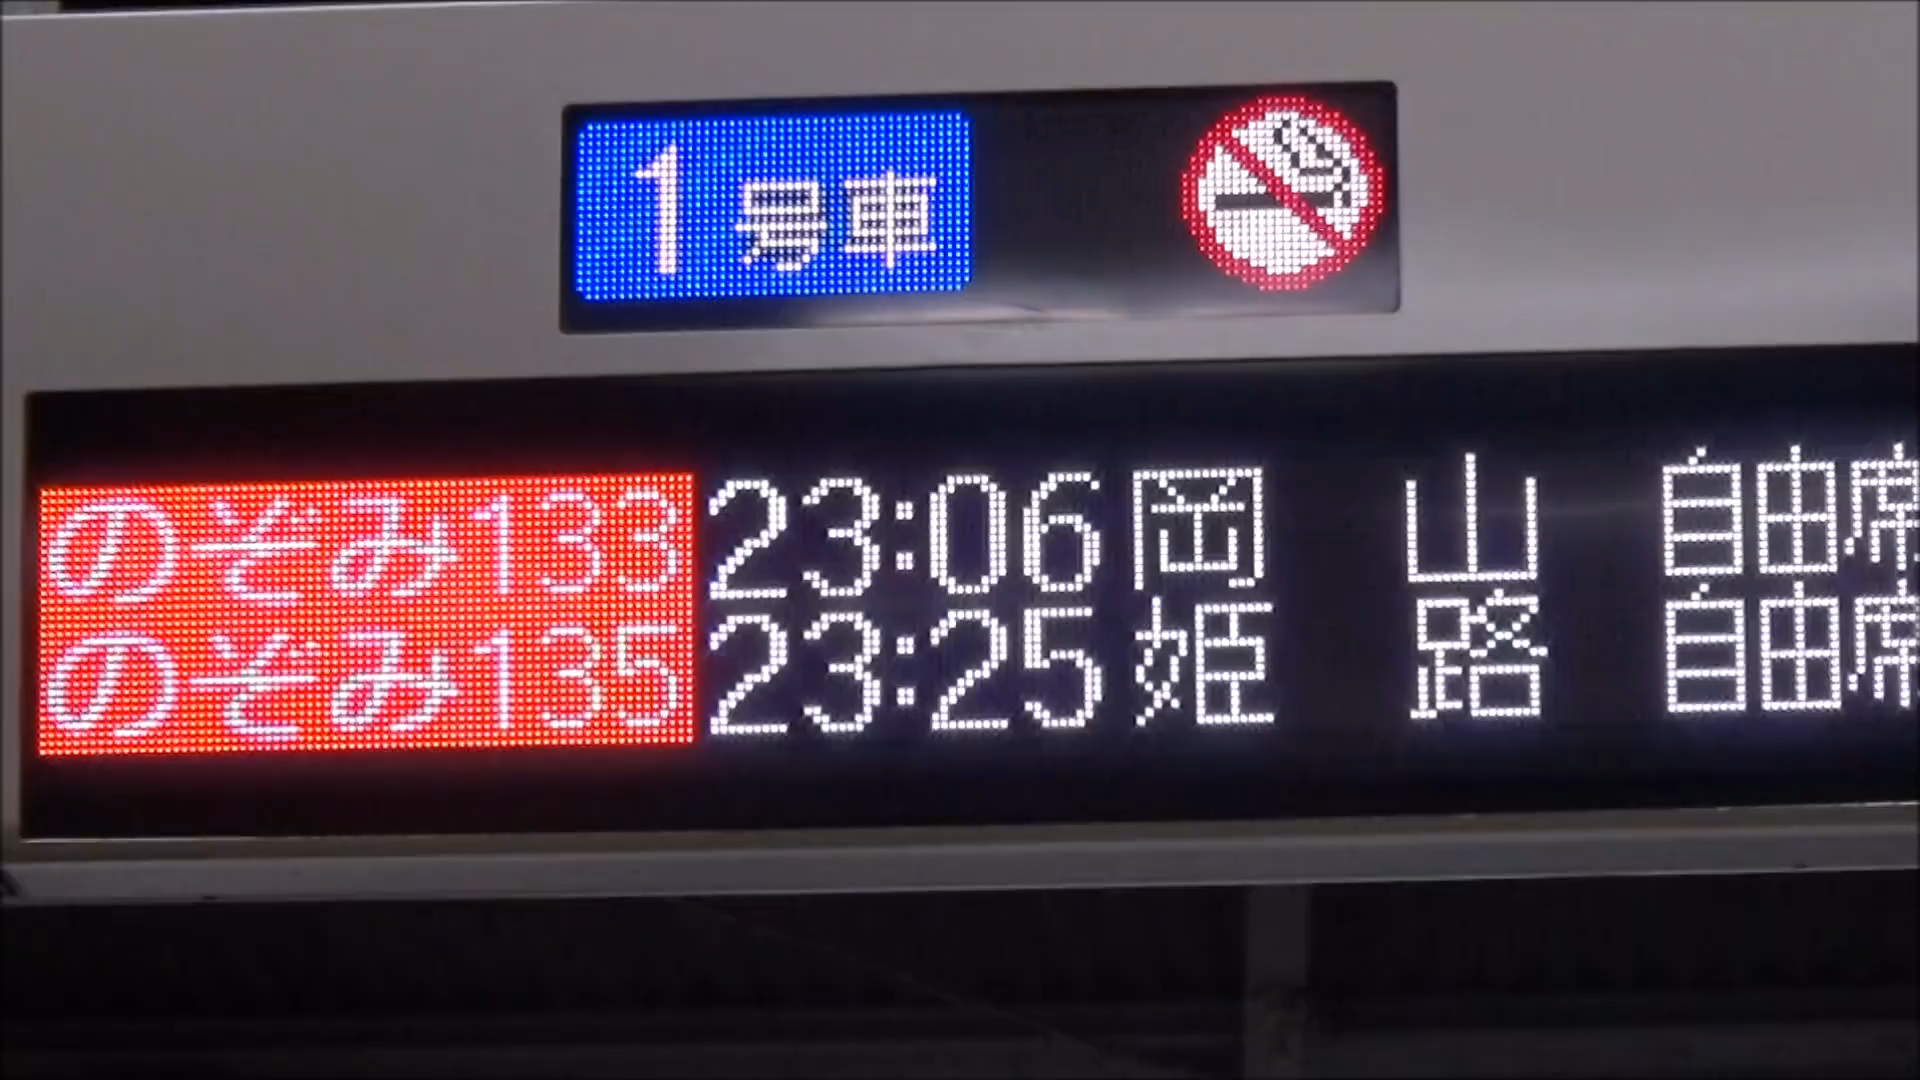 1号車
のぞみ133 23:06 岡 山 自由席
のぞみ135 23:25 姫 路 自由席